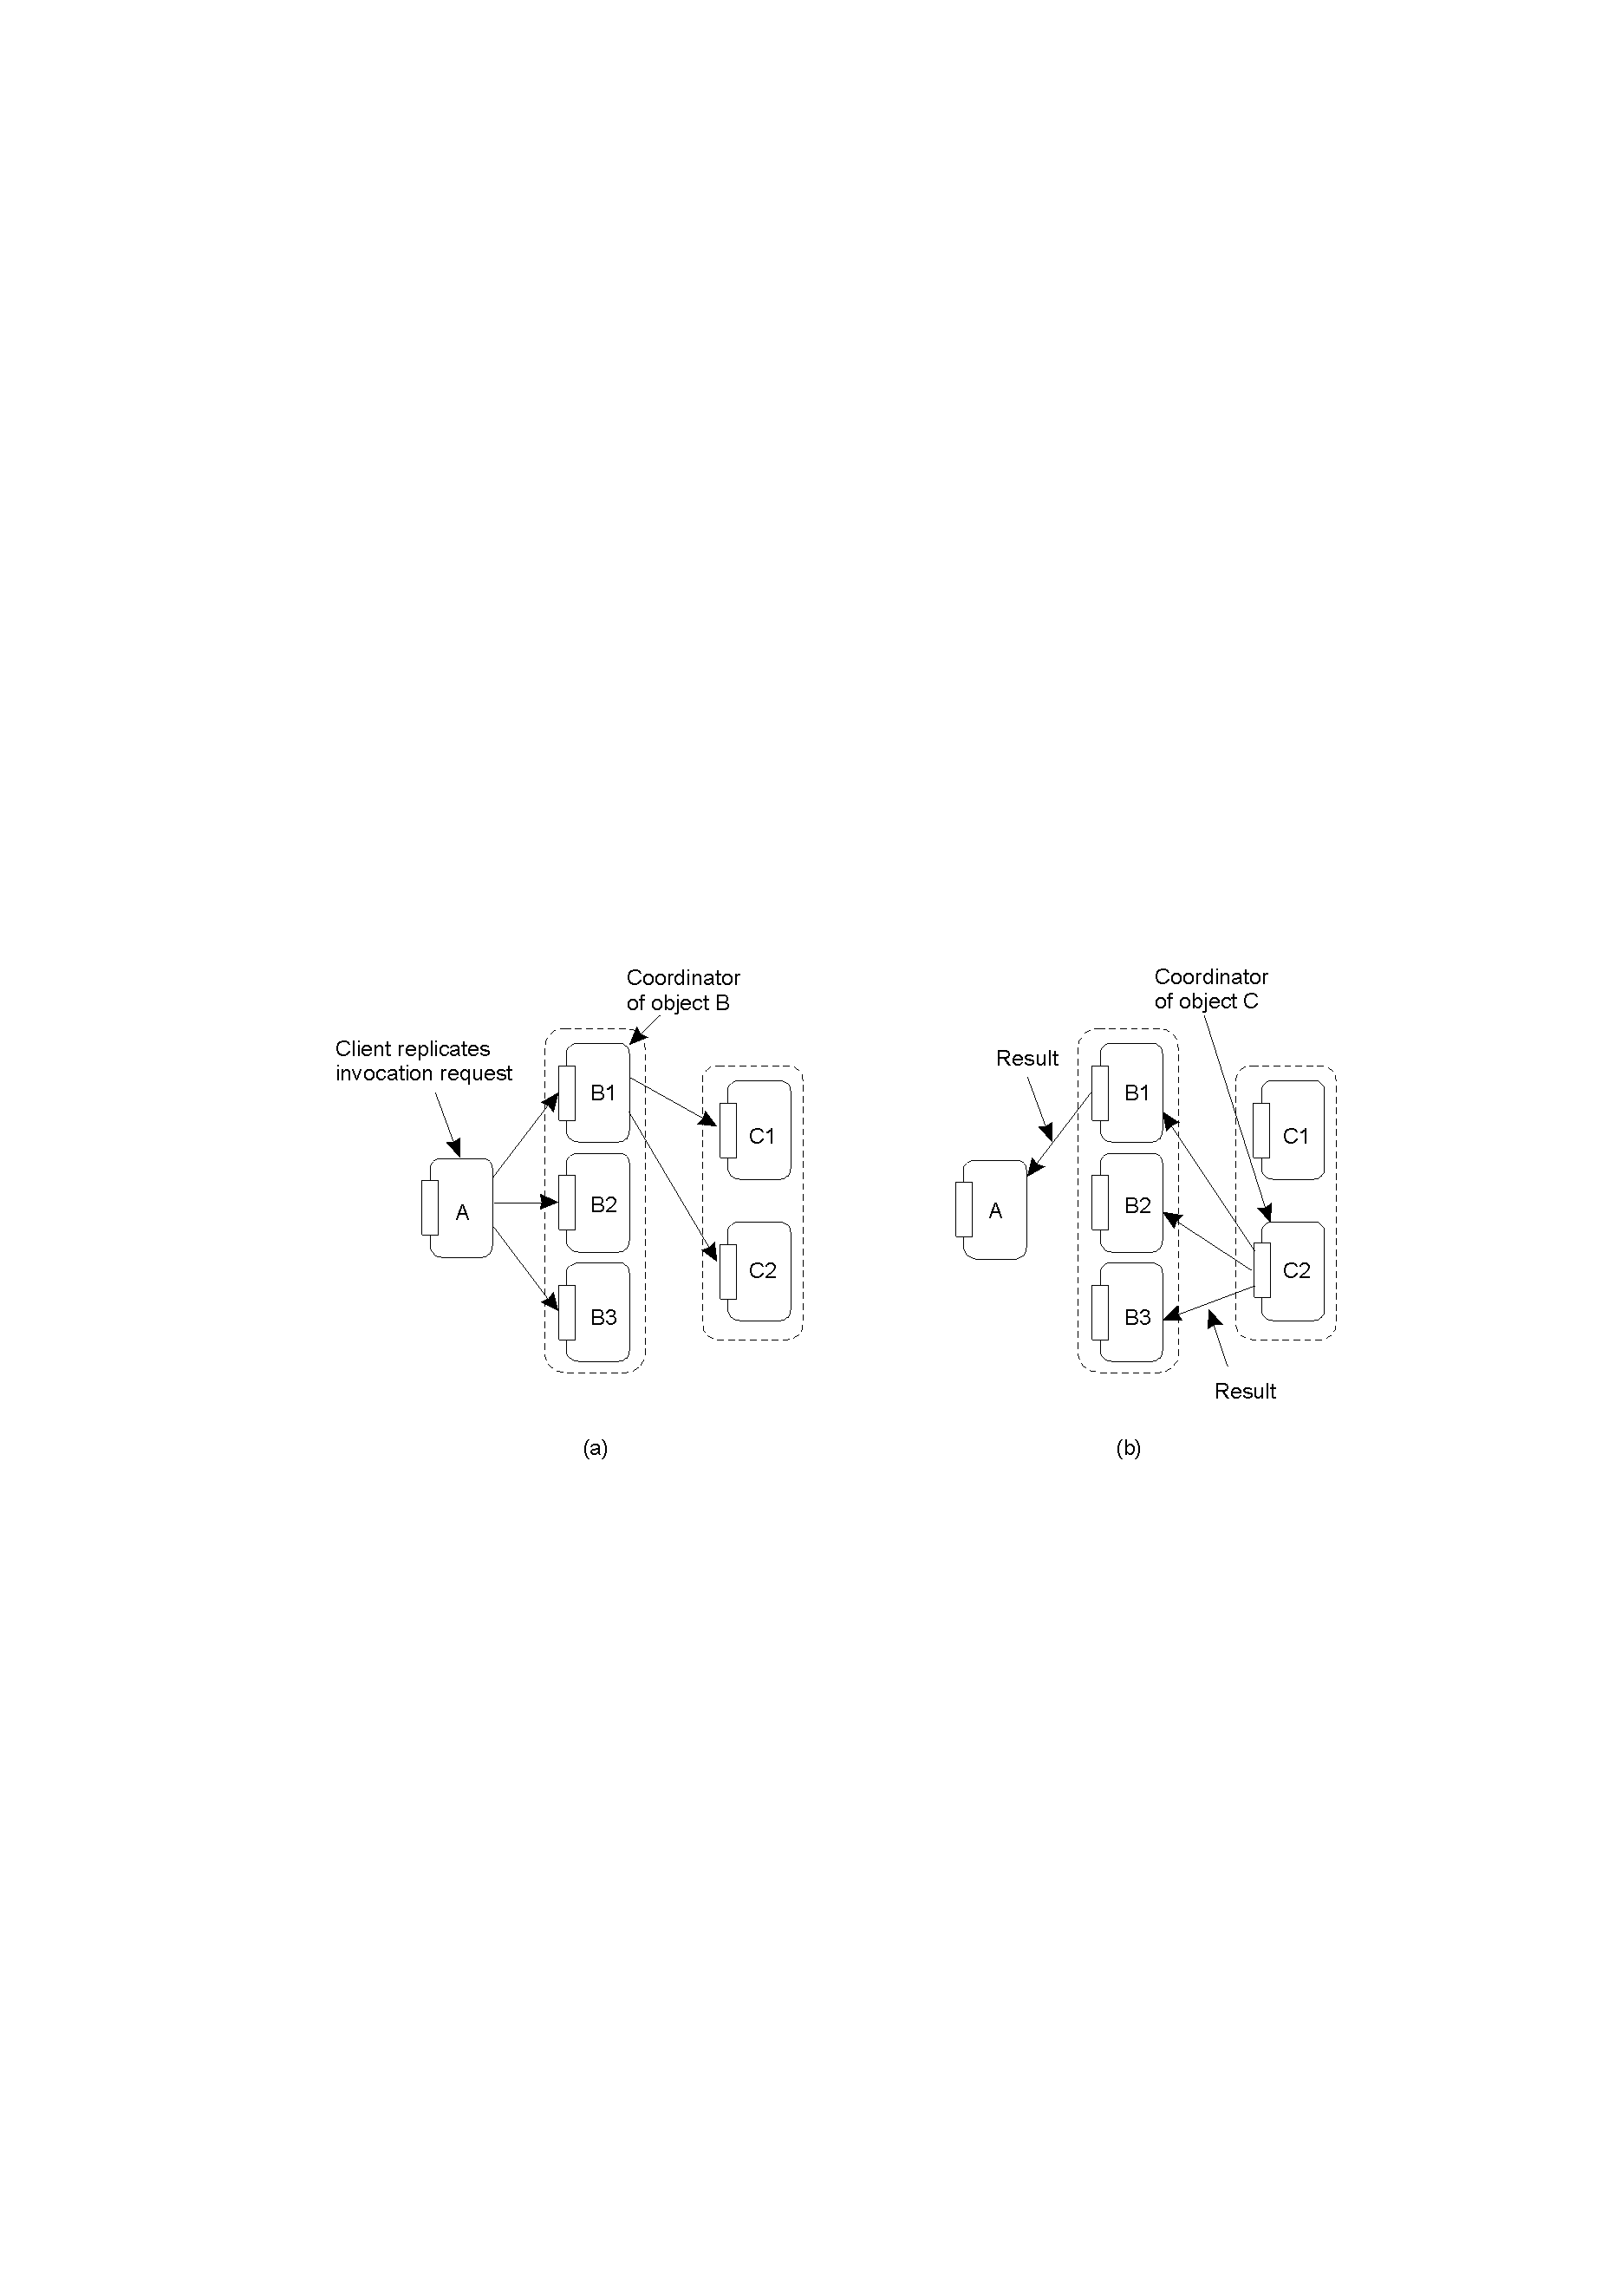 Coordinator
of object B
Client replicates
invocation request
A
B1
B2
B3
C1
C2
(a)
Coordinator
of object C
Result
A
B1
B2
B3
C1
C2
Result
(b)